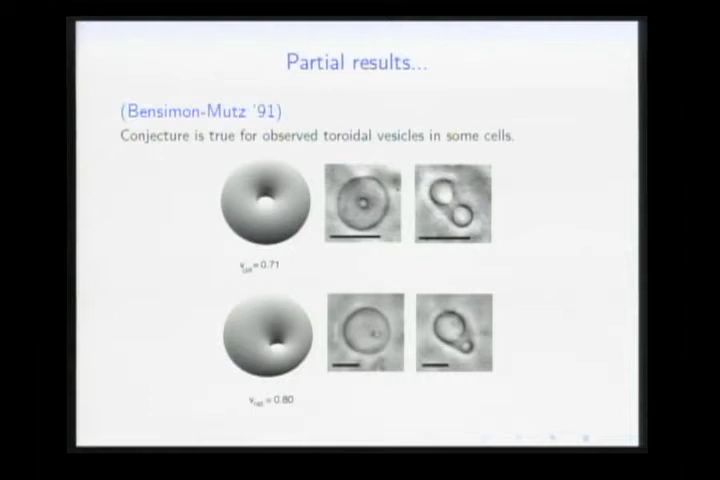 Partial results...
(Bensimon-Mutz '91)
Conjecture is true for observed toroidal vesicles in some cells.
=0.71
=0.80